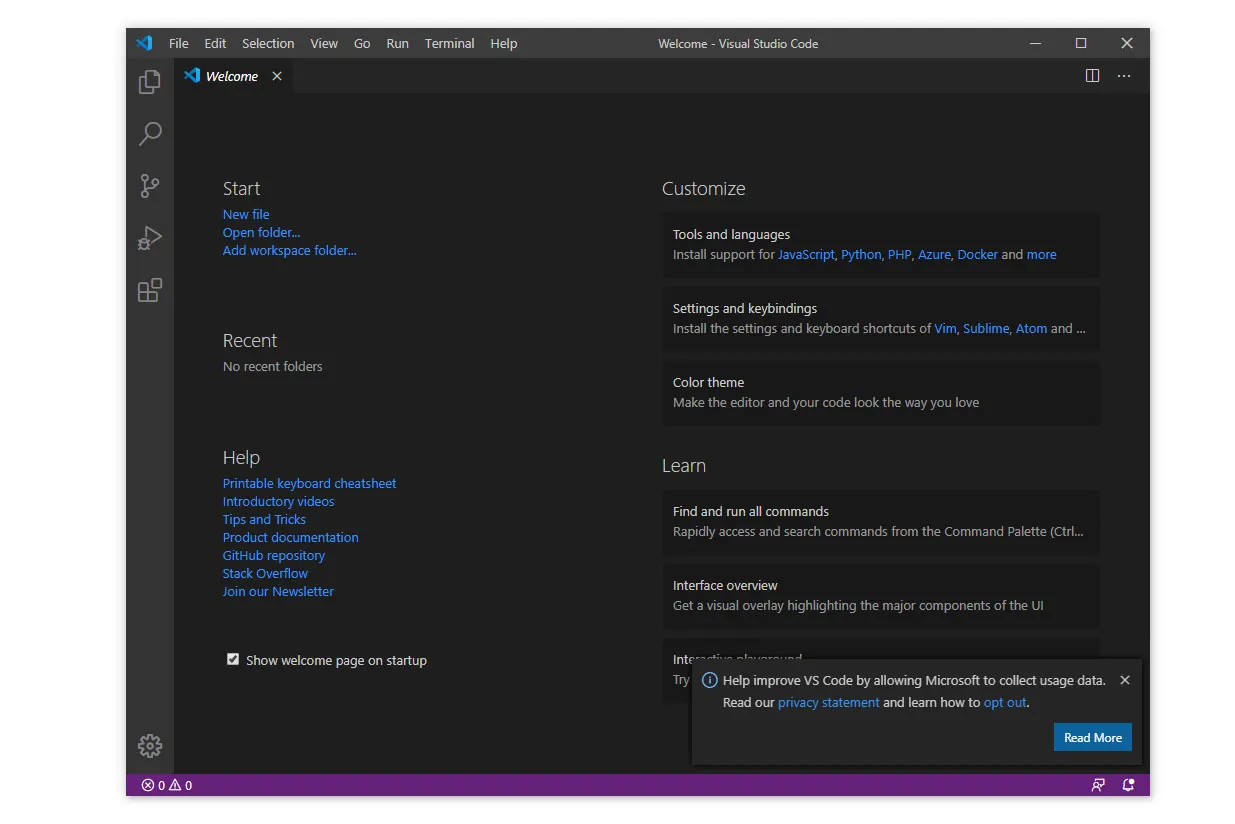 File Edit Selection View Go Run Terminal Help Welcome - Visual Studio Code
Welcome
Start
New file
Open folder...
Add workspace folder...
Recent
No recent folders
Help
Printable keyboard cheatsheet
Introductory videos
Tips and Tricks
Product documentation
GitHub repository
Stack Overflow
Join our Newsletter
Show welcome page on startup
Customize
Tools and languages
Install support for JavaScript, Python, PHP, Azure, Docker and more
Settings and keybindings
Install the settings and keyboard shortcuts of Vim, Sublime, Atom and ...
Color theme
Make the editor and your code look the way you love
Learn
Find and run all commands
Rapidly access and search commands from the Command Palette (Ctrl...
Interface overview
Get a visual overlay highlighting the major components of the UI
Interactive playground
Try
Help improve VS Code by allowing Microsoft to collect usage data.
Read our privacy statement and learn how to opt out.
Read More
0 0